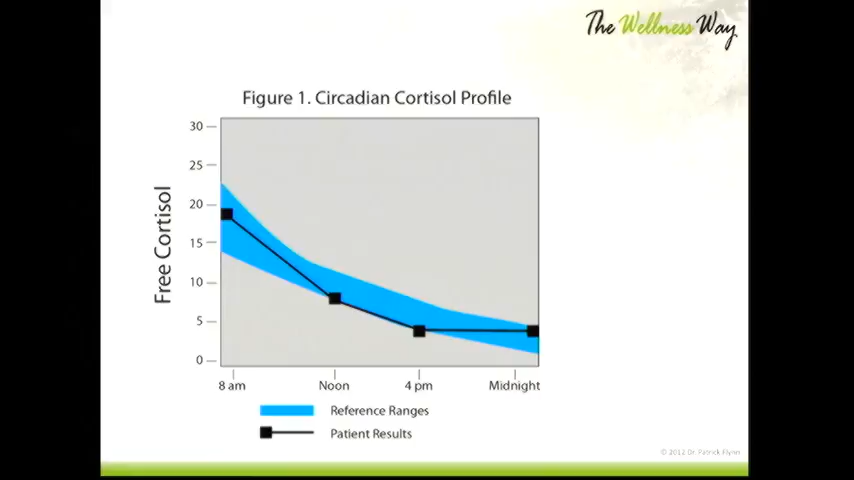 The Wellness Way
Figure 1. Circadian Cortisol Profile
30
25
20
15
10
5
0
Free Cortisol
8 am
Noon
4 pm
Midnight
Reference Ranges
Patient Results
© 2012 Dr. Patrick Flynn